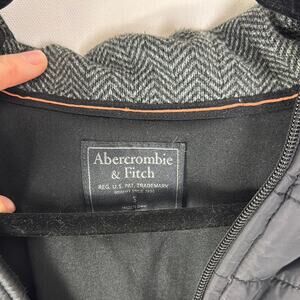 Abercrombie
& Fitch
REG. U.S. PAT. TRADEMARK